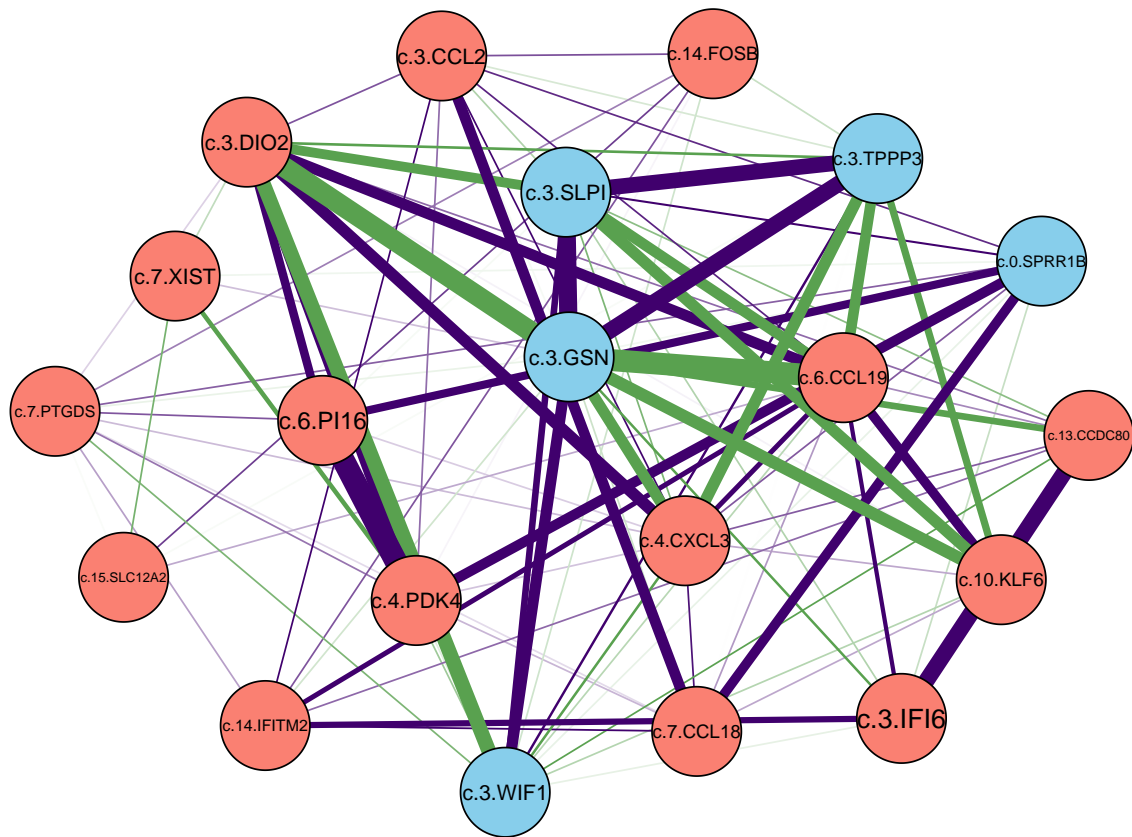 c.3.CCL2
c.14.FOSB
c.3.DIO2
c.3.TPPP3
c.3.SLPI
c.0.SPRR1B
c.7.XIST
c.3.GSN
c.6.CCL19
c.7.PTGDS
c.6.PI16
c.13.CCDC80
c.4.CXCL3
c.15.SLC12A2
c.10.KLF6
c.4.PDK4
c.14.IFITM2
c.7.CCL18
c.3.IFI6
c.3.WIF1